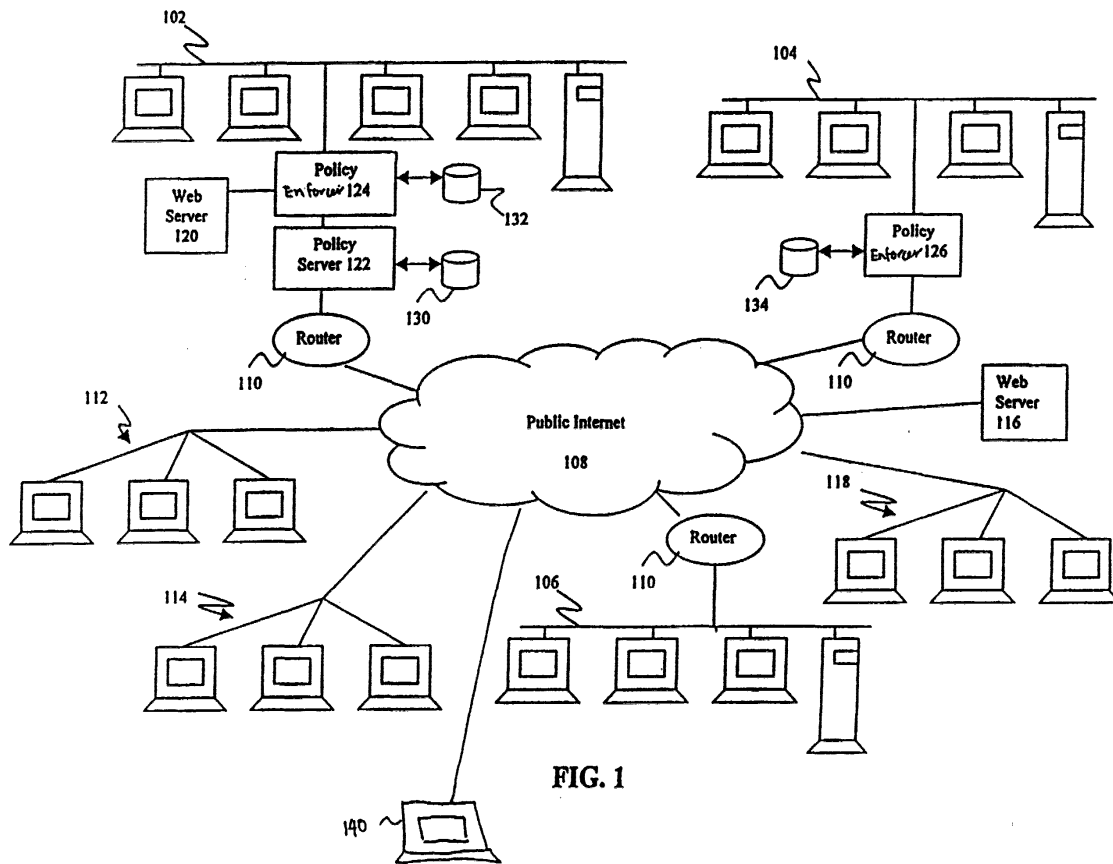 102
104
Policy
Enforcer 124
Web
Server
120
132
Policy
Server 122
130
Policy
Enforcer 126
134
Router
110
Router
110
Web
Server
116
112
Public Internet
108
118
Router
110
114
106
FIG. 1
140